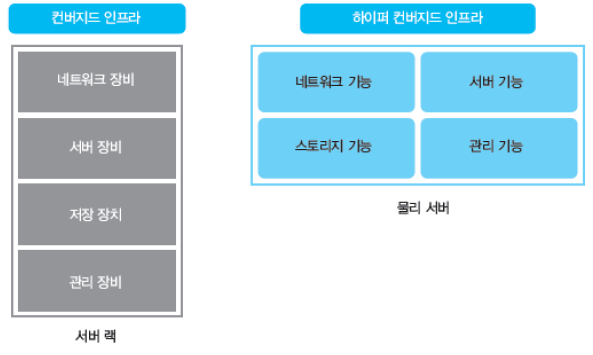 컨버지드 인프라
네트워크 장비
서버 장비
저장 장치
관리 장비
서버 랙
하이퍼 컨버지드 인프라
네트워크 기능
서버 기능
스토리지 기능
관리 기능
물리 서버